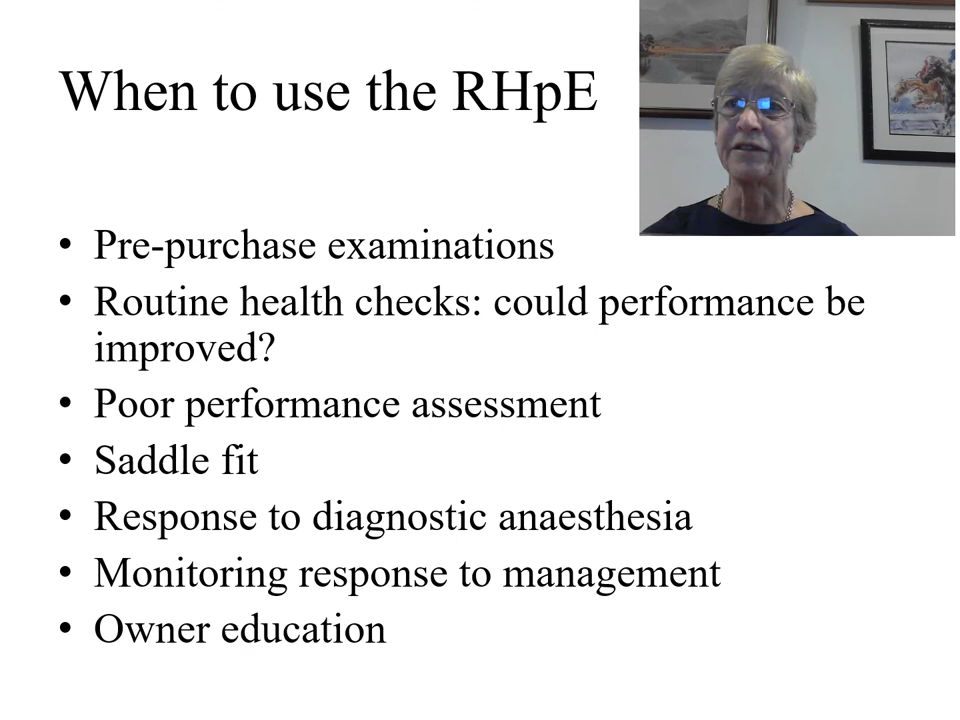 When to use the RHpE
• Pre-purchase examinations
• Routine health checks: could performance be
improved?
• Poor performance assessment
• Saddle fit
• Response to diagnostic anaesthesia
• Monitoring response to management
• Owner education